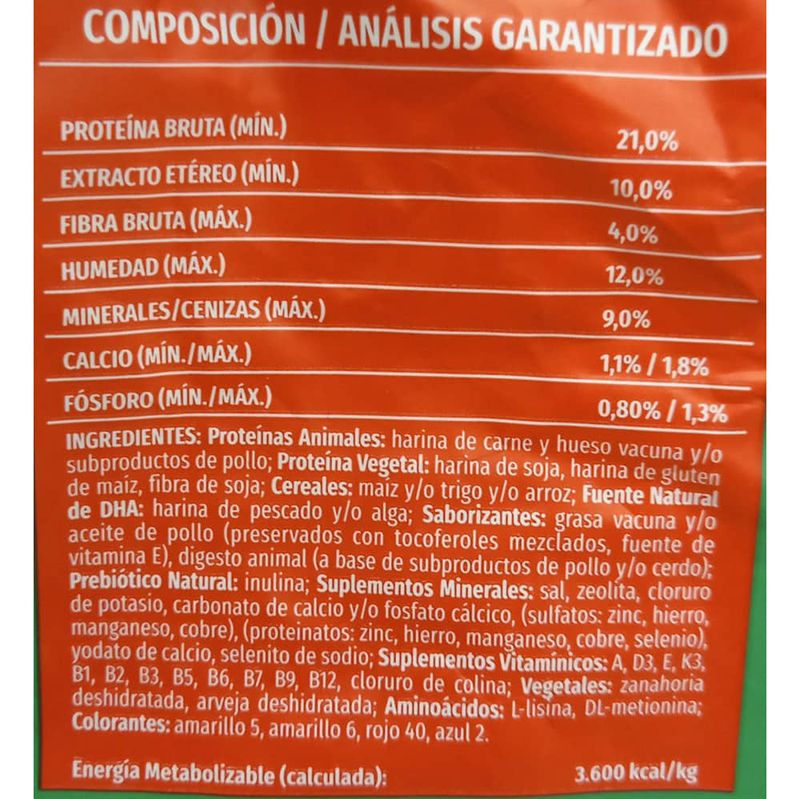 COMPOSICIÓN / ANÁLISIS GARANTIZADO
PROTEÍNA BRUTA (MÍN.) 21,0%
EXTRACTO ETÉREO (MÍN.) 10,0%
FIBRA BRUTA (MÁX.) 4,0%
HUMEDAD (MÁX.) 12,0%
MINERALES/CENIZAS (MÁX.) 9,0%
CALCIO (MÍN./MÁX.) 1,1% / 1,8%
FÓSFORO (MÍN./MÁX.) 0,80% / 1,3%
INGREDIENTES: Proteínas Animales: harina de carne y hueso vacuna y/o
subproductos de pollo; Proteína Vegetal: harina de soja, harina de gluten
de maíz, fibra de soja; Cereales: maíz y/o trigo y/o arroz; Fuente Natural
de DHA: harina de pescado y/o alga; Saborizantes: grasa vacuna y/o
aceite de pollo (preservados con tocoferoles mezclados, fuente de
vitamina E), digesto animal (a base de subproductos de pollo y/o cerdo);
Prebiótico Natural: inulina; Suplementos Minerales: sal, zeolita, cloruro
de potasio, carbonato de calcio y/o fosfato cálcico, (sulfatos: zinc, hierro,
manganeso, cobre), (proteinatos: zinc, hierro, manganeso, cobre, selenio),
yodato de calcio, selenito de sodio; Suplementos Vitamínicos: A, D3, E, K3,
B1, B2, B3, B5, B6, B7, B9, B12, cloruro de colina; Vegetales: zanahoria
deshidratada, arveja deshidratada; Aminoácidos: L-lisina, DL-metionina;
Colorantes: amarillo 5, amarillo 6, rojo 40, azul 2.
Energía Metabolizable (calculada): 3.600 kcal/kg